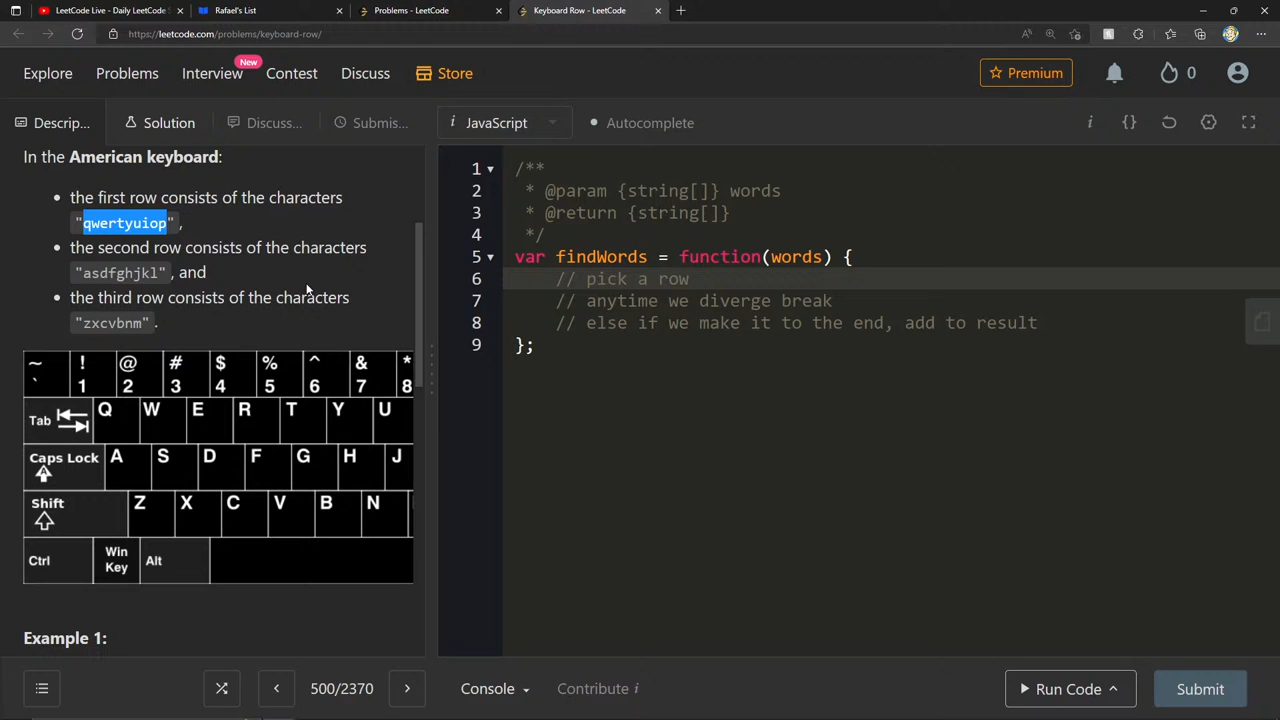 LeetCode Live - Daily LeetCode S
Rafael's List
Problems - LeetCode
Keyboard Row - LeetCode
https://leetcode.com/problems/keyboard-row/
Explore
Problems
Interview
New
Contest
Discuss
Store
Premium
0
Descrip...
Solution
Discuss...
Submis...
JavaScript
Autocomplete
In the American keyboard:
the first row consists of the characters
"qwertyuiop",
the second row consists of the characters
"asdfghjkl", and
the third row consists of the characters
"zxcvbnm".
~ ! @ # $ % ^ & *
` 1 2 3 4 5 6 7 8
Tab Q W E R T Y U
Caps Lock A S D F G H J
Shift Z X C V B N
Ctrl Win Key Alt
Example 1:
1 /**
2 * @param {string[]} words
3 * @return {string[]}
4 */
5 var findWords = function(words) {
6 // pick a row
7 // anytime we diverge break
8 // else if we make it to the end, add to result
9 };
500/2370
Console
Contribute i
Run Code
Submit